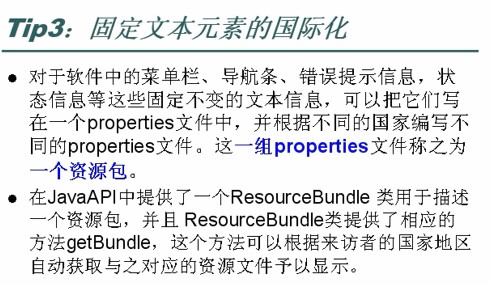 Tip3：固定文本元素的国际化
● 对于软件中的菜单栏、导航条、错误提示信息，状
态信息等这些固定不变的文本信息，可以把它们写
在一个properties文件中，并根据不同的国家编写不
同的properties文件。这一组properties文件称之为
一个资源包。
● 在JavaAPI中提供了一个ResourceBundle 类用于描述
一个资源包，并且 ResourceBundle类提供了相应的
方法getBundle，这个方法可以根据来访者的国家地区
自动获取与之对应的资源文件予以显示。